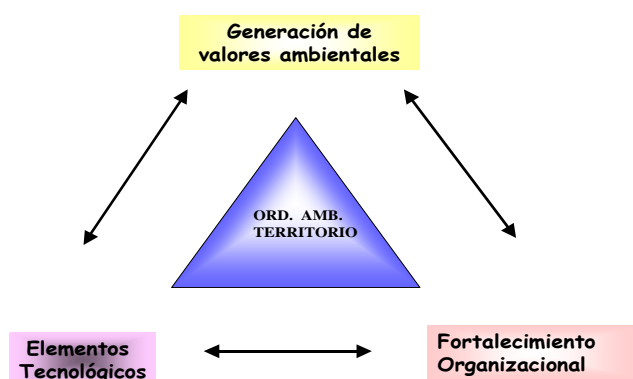 Generación de
valores ambientales
ORD. AMB.
TERRITORIO
Elementos
Tecnológicos
Fortalecimiento
Organizacional